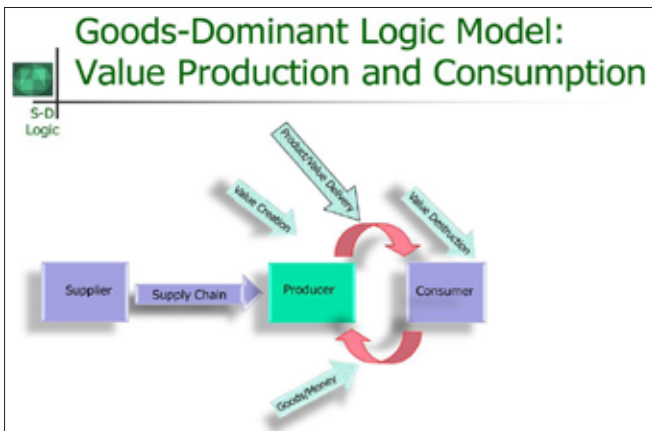 Goods-Dominant Logic Model:
Value Production and Consumption
S-D
Logic
Product/Value Delivery
Value Creation
Value Destruction
Supplier
Supply Chain
Producer
Consumer
Goods/Money